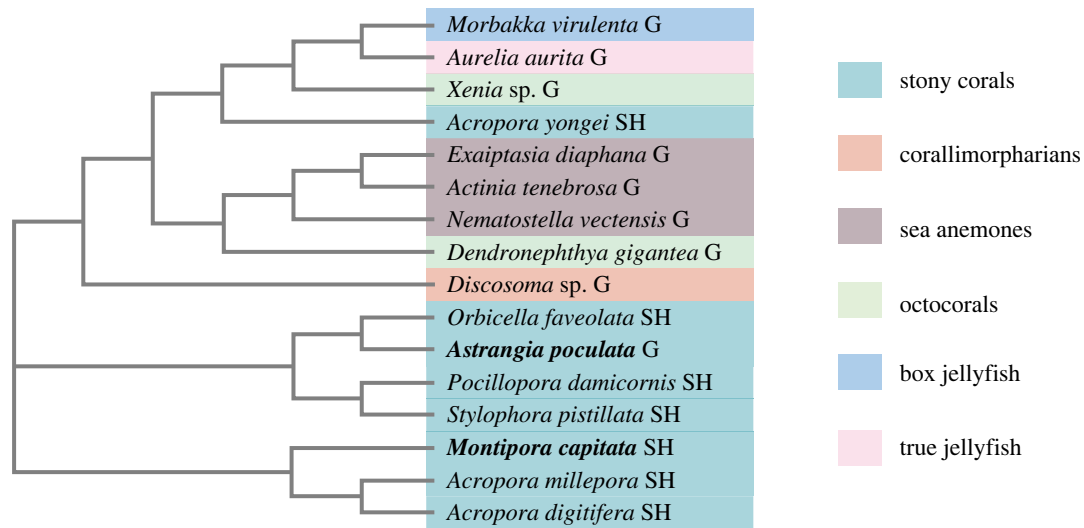 Morbakka virulenta G
Aurelia aurita G
Xenia sp. G
Acropora yongei SH
Exaiptasia diaphana G
Actinia tenebrosa G
Nematostella vectensis G
Dendronephthya gigantea G
Discosoma sp. G
Orbicella faveolata SH
Astrangia poculata G
Pocillopora damicornis SH
Stylophora pistillata SH
Montipora capitata SH
Acropora millepora SH
Acropora digitifera SH
stony corals
corallimorpharians
sea anemones
octocorals
box jellyfish
true jellyfish